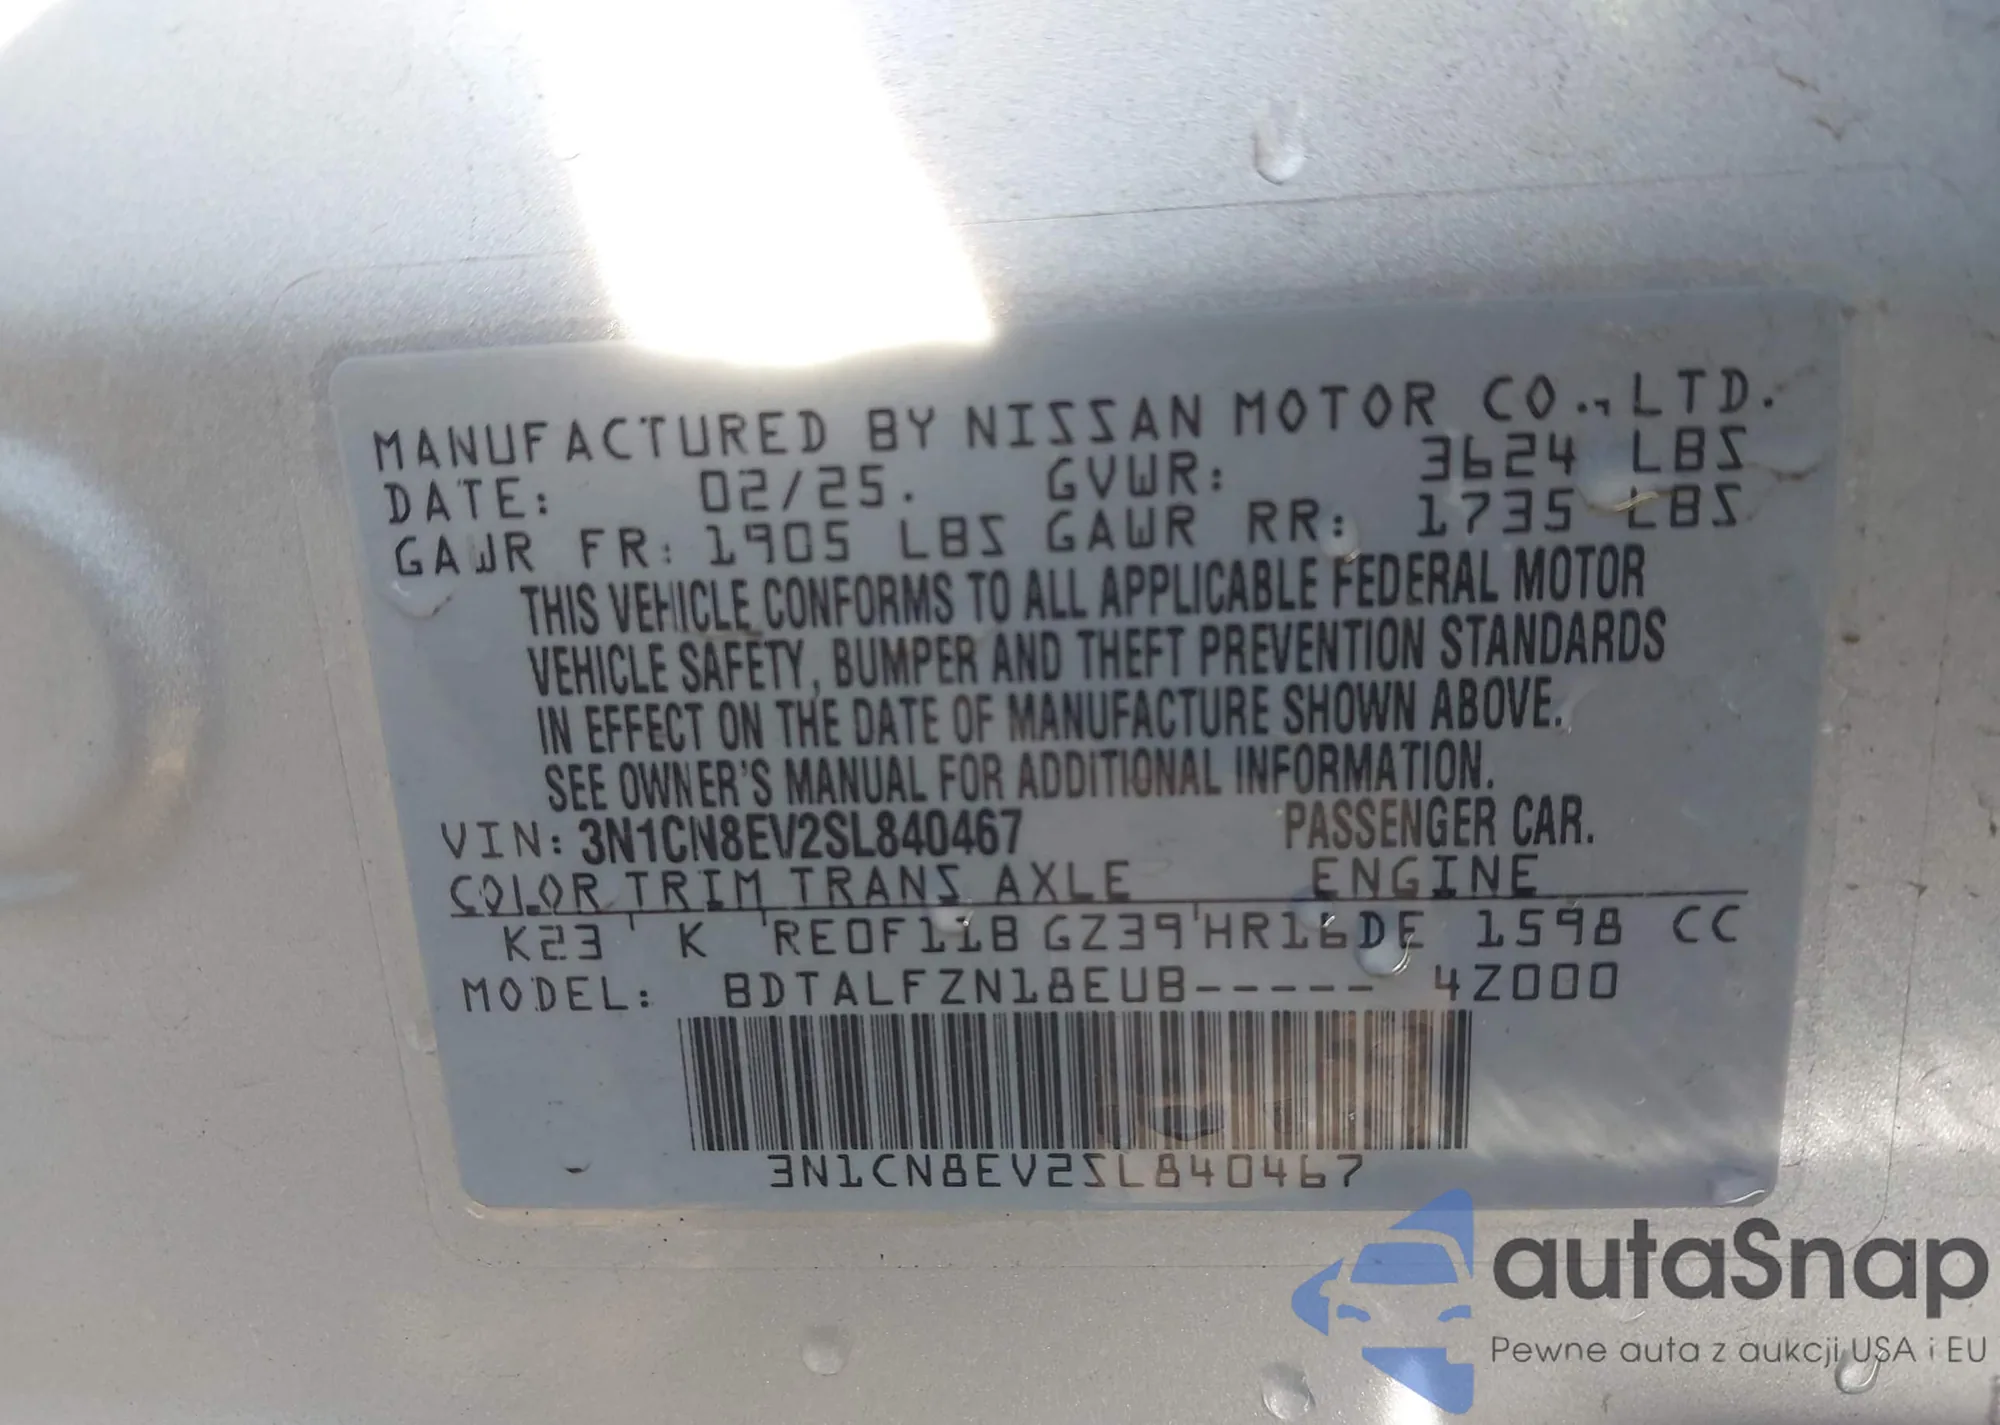 MANUFACTURED BY NISSAN MOTOR CO., LTD.
DATE: 02/25. GVWR: 3624 LBS
GAWR FR: 1905 LBS GAWR RR: 1735 LBS
THIS VEHICLE CONFORMS TO ALL APPLICABLE FEDERAL MOTOR
VEHICLE SAFETY, BUMPER AND THEFT PREVENTION STANDARDS
IN EFFECT ON THE DATE OF MANUFACTURE SHOWN ABOVE.
SEE OWNER'S MANUAL FOR ADDITIONAL INFORMATION.
VIN: 3N1CN8EV2SL840467 PASSENGER CAR.
COLOR TRIM TRANS AXLE ENGINE
K23 K RE0F11B GZ39 HR16DE 1598 CC
MODEL: BDTALFZN18EUB----- 4Z000
3N1CN8EV2SL840467
autaSnap
Pewne auta z aukcji USA i EU